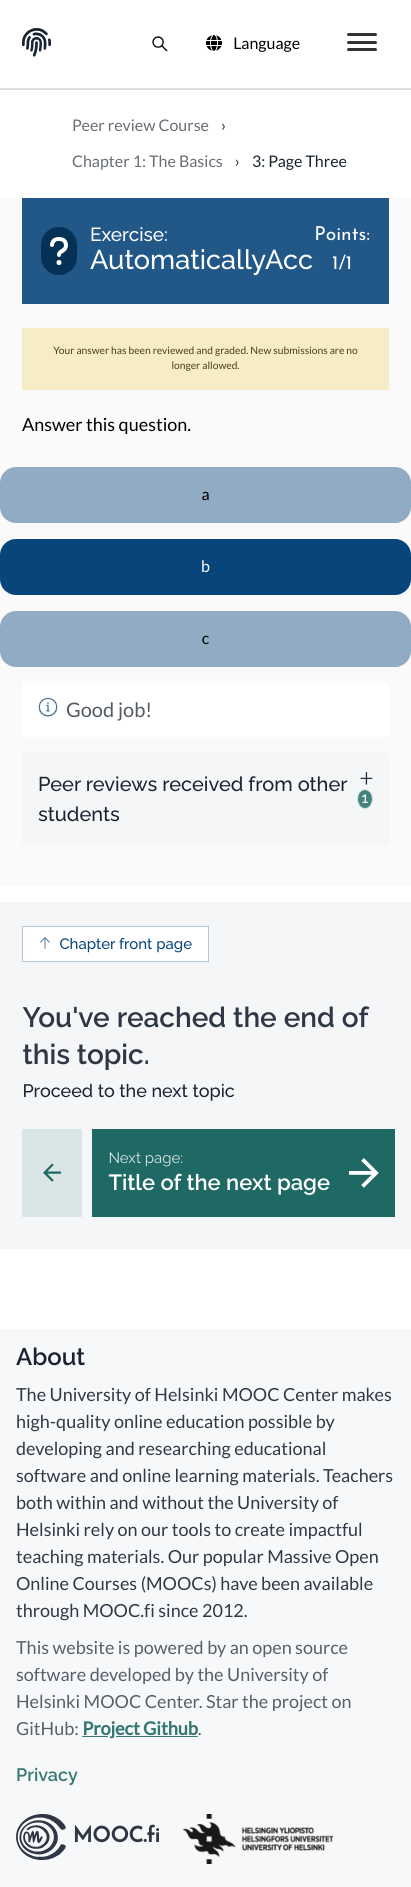 Language
Peer review Course ›
Chapter 1: The Basics › 3: Page Three
Exercise:
AutomaticallyAcc
Points:
1/1
Your answer has been reviewed and graded. New submissions are no
longer allowed.
Answer this question.
a
b
c
Good job!
Peer reviews received from other
students
1
Chapter front page
You've reached the end of
this topic.
Proceed to the next topic
Next page:
Title of the next page
About
The University of Helsinki MOOC Center makes
high-quality online education possible by
developing and researching educational
software and online learning materials. Teachers
both within and without the University of
Helsinki rely on our tools to create impactful
teaching materials. Our popular Massive Open
Online Courses (MOOCs) have been available
through MOOC.fi since 2012.
This website is powered by an open source
software developed by the University of
Helsinki MOOC Center. Star the project on
GitHub: Project Github.
Privacy
MOOC.fi
HELSINGIN YLIOPISTO
HELSINGFORS UNIVERSITET
UNIVERSITY OF HELSINKI